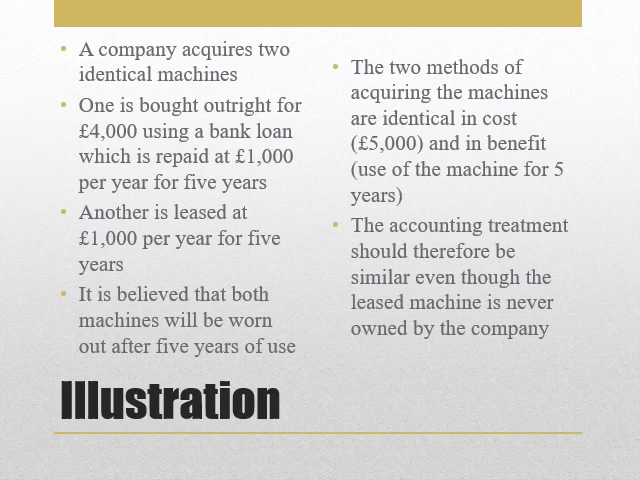 • A company acquires two
identical machines
• One is bought outright for
£4,000 using a bank loan
which is repaid at £1,000
per year for five years
• Another is leased at
£1,000 per year for five
years
• It is believed that both
machines will be worn
out after five years of use
• The two methods of
acquiring the machines
are identical in cost
(£5,000) and in benefit
(use of the machine for 5
years)
• The accounting treatment
should therefore be
similar even though the
leased machine is never
owned by the company
Illustration